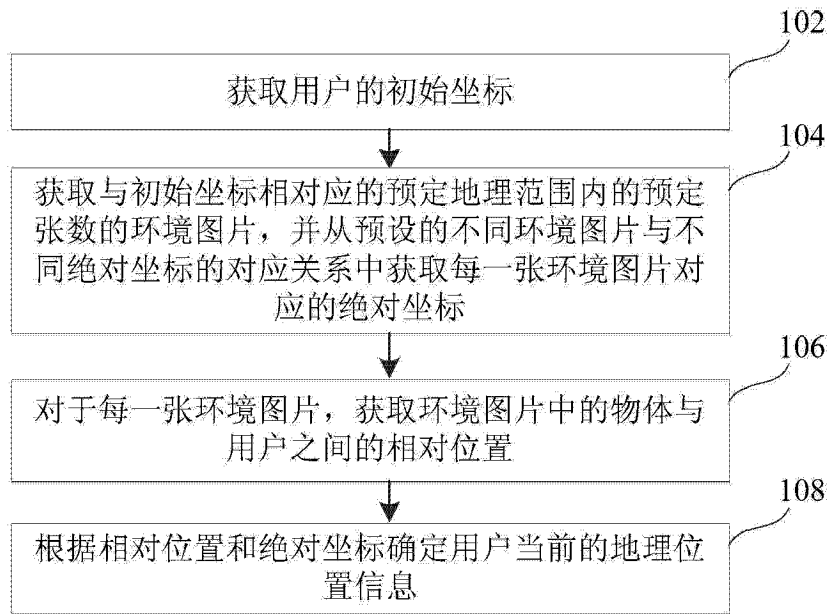 102
获取用户的初始坐标
104
获取与初始坐标相对应的预定地理范围内的预定
张数的环境图片，并从预设的不同环境图片与不
同绝对坐标的对应关系中获取每一张环境图片对
应的绝对坐标
106
对于每一张环境图片，获取环境图片中的物体与
用户之间的相对位置
108
根据相对位置和绝对坐标确定用户当前的地理位
置信息